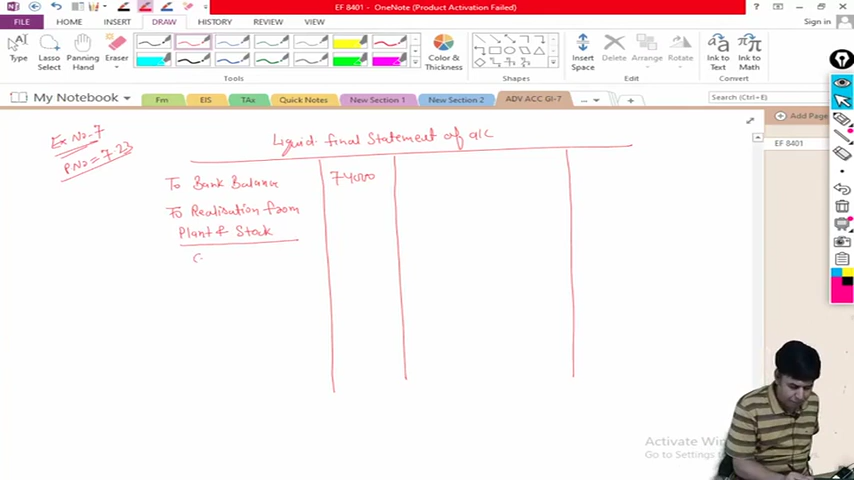 EF 8401 - OneNote (Product Activation Failed)
FILE HOME INSERT DRAW HISTORY REVIEW VIEW
Sign in
Type
Lasso Select
Panning Hand
Eraser
Color & Thickness
Insert Space
Delete
Arrange
Rotate
Ink to Text
Ink to Math
Tools
Shapes
Edit
Convert
My Notebook
Fm
EIS
TAx
Quick Notes
New Section 1
New Section 2
ADV ACC GI-7
...
Search (Ctrl+E)
Add Page
EF 8401
Ex No-7
P.No = 7.23
Liquid. final Statement of a/c
To Bank Balance 74000
To Realisation from
Plant & Stock
(
Activate Win
Go to Settings to